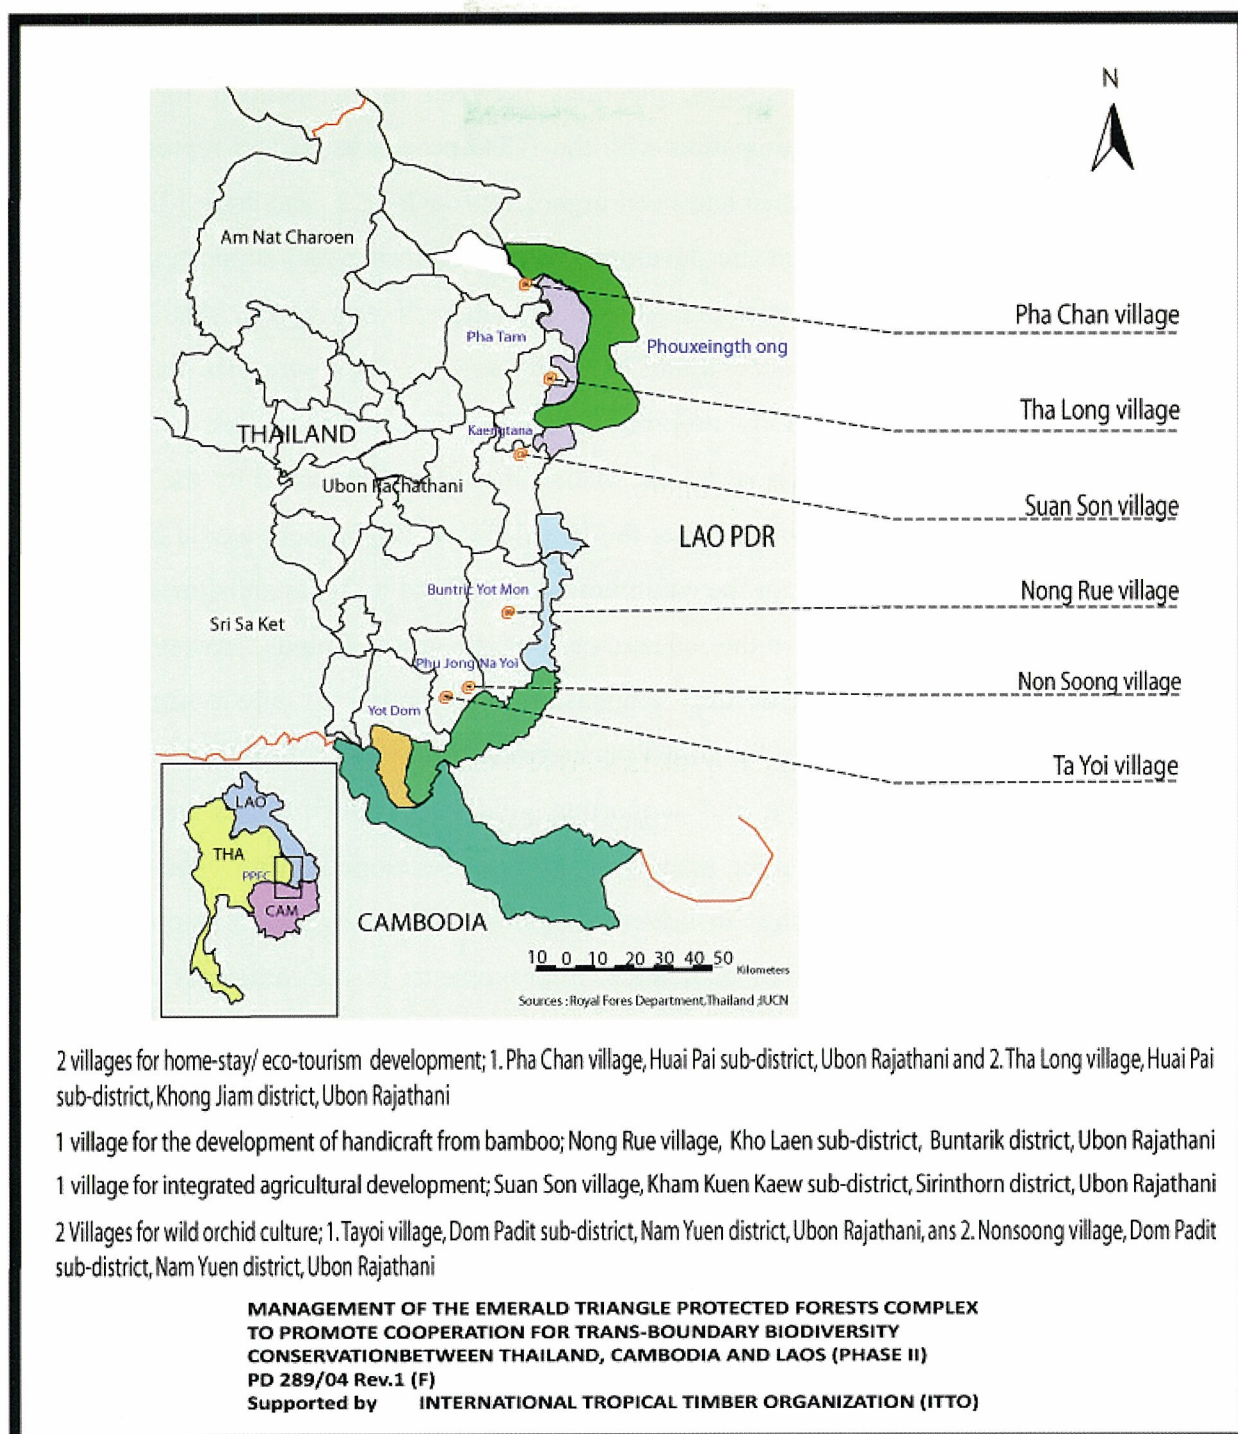 N
Am Nat Charoen
Pha Chan village
Pha Tam
Phouxeingth ong
Tha Long village
Kaengtana
THAILAND
Ubon Rachathani
Suan Son village
LAO PDR
Buntric Yot Mon
Nong Rue village
Sri Sa Ket
Phu Jong Na Yoi
Non Soong village
Yot Dom
Ta Yoi village
LAO
THA
PPFC
CAM
CAMBODIA
10 0 10 20 30 40 50
Kilometers
Sources : Royal Fores Department,Thailand ;IUCN
2 villages for home-stay/ eco-tourism development; 1. Pha Chan village, Huai Pai sub-district, Ubon Rajathani and 2. Tha Long village, Huai Pai
sub-district, Khong Jiam district, Ubon Rajathani
1 village for the development of handicraft from bamboo; Nong Rue village, Kho Laen sub-district, Buntarik district, Ubon Rajathani
1 village for integrated agricultural development; Suan Son village, Kham Kuen Kaew sub-district, Sirinthorn district, Ubon Rajathani
2 Villages for wild orchid culture; 1. Tayoi village, Dom Padit sub-district, Nam Yuen district, Ubon Rajathani, ans 2. Nonsoong village, Dom Padit
sub-district, Nam Yuen district, Ubon Rajathani
MANAGEMENT OF THE EMERALD TRIANGLE PROTECTED FORESTS COMPLEX
TO PROMOTE COOPERATION FOR TRANS-BOUNDARY BIODIVERSITY
CONSERVATIONBETWEEN THAILAND, CAMBODIA AND LAOS (PHASE II)
PD 289/04 Rev.1 (F)
Supported by INTERNATIONAL TROPICAL TIMBER ORGANIZATION (ITTO)